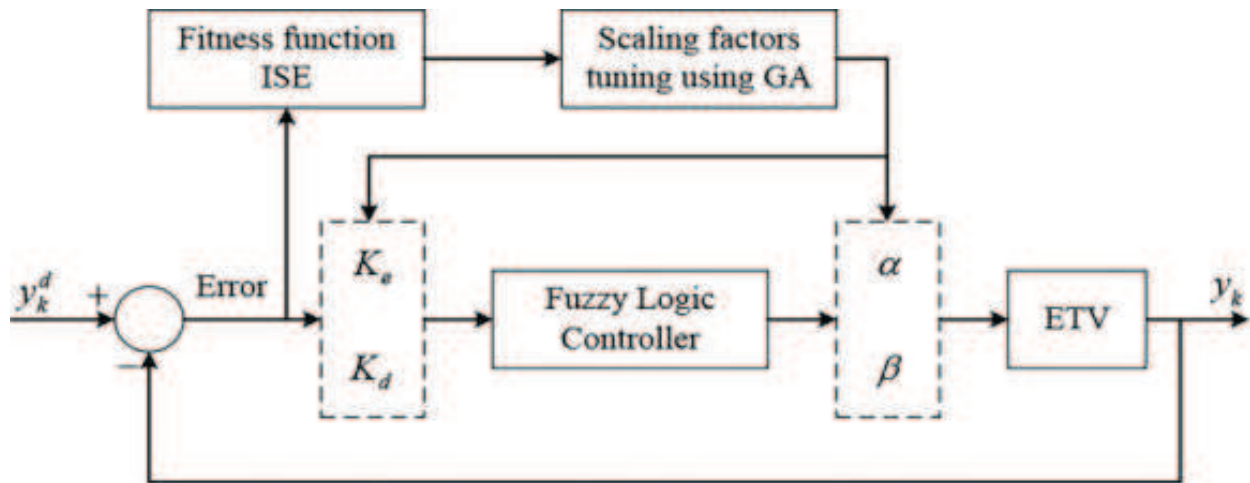 Fitness function
ISE
Scaling factors
tuning using GA
y_k^d
+
−
Error
K_e
K_d
Fuzzy Logic
Controller
α
β
ETV
y_k